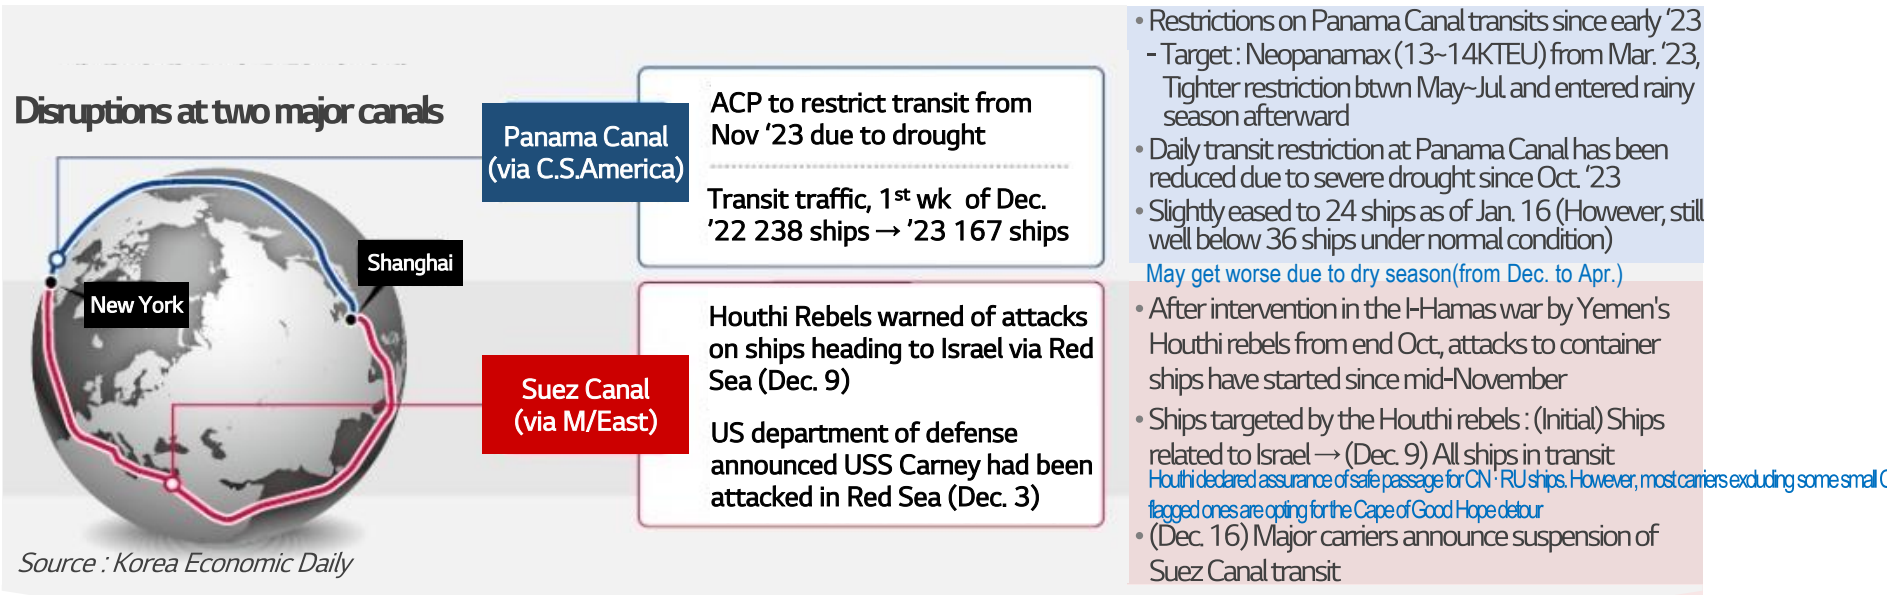 Disruptions at two major canals
Panama Canal
(via C.S.America)
ACP to restrict transit from
Nov ‘23 due to drought
Transit traffic, 1st wk of Dec.
’22 238 ships → ’23 167 ships
Shanghai
New York
Suez Canal
(via M/East)
Houthi Rebels warned of attacks
on ships heading to Israel via Red
Sea (Dec. 9)
US department of defense
announced USS Carney had been
attacked in Red Sea (Dec. 3)
Source : Korea Economic Daily
• Restrictions on Panama Canal transits since early ‘23
- Target : Neopanamax (13~14KTEU) from Mar. ‘23,
Tighter restriction btwn May~Jul. and entered rainy
season afterward
• Daily transit restriction at Panama Canal has been
reduced due to severe drought since Oct. ‘23
• Slightly eased to 24 ships as of Jan. 16 (However, still
well below 36 ships under normal condition)
May get worse due to dry season(from Dec. to Apr.)
• After intervention in the I-Hamas war by Yemen's
Houthi rebels from end Oct., attacks to container
ships have started since mid-November
• Ships targeted by the Houthi rebels : (Initial) Ships
related to Israel → (Dec. 9) All ships in transit
Houthi declared assurance of safe passage for CN · RU ships. However, most carriers excluding some small
flagged ones are opting for the Cape of Good Hope detour
• (Dec. 16) Major carriers announce suspension of
Suez Canal transit